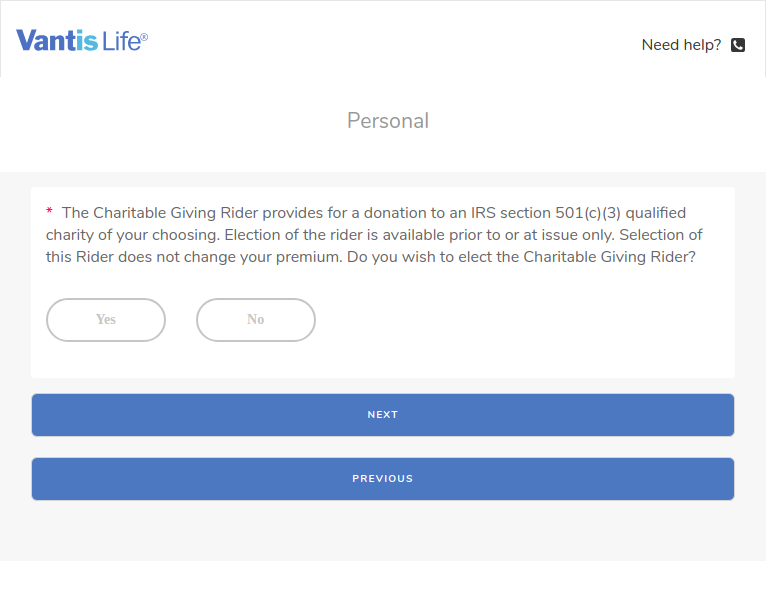 Vantis Life®
Need help?
Personal
* The Charitable Giving Rider provides for a donation to an IRS section 501(c)(3) qualified
charity of your choosing. Election of the rider is available prior to or at issue only. Selection of
this Rider does not change your premium. Do you wish to elect the Charitable Giving Rider?
Yes No
NEXT
PREVIOUS